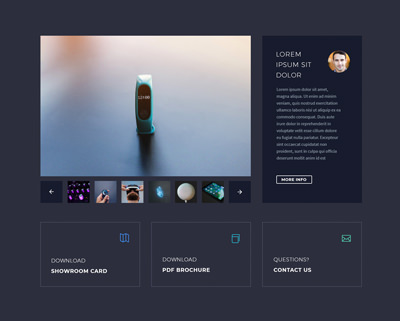 12:00
LOREM
IPSUM SIT
DOLOR
Lorem ipsum dolor sit amet,
magna aliqua. Ut enim ad
minim veniam, quis nostrud
exercitation ullamco laboris
nisi ut aliquip ex ea
commodo consequat. Duis
aute irure dolor in
reprehenderit in voluptate
velit esse cillum dolore eu
fugiat nulla pariatur.
Excepteur sint occaecat
cupidatat non proident, sunt
in culpa qui officia deserunt
mollit anim id est
MORE INFO
DOWNLOAD
SHOWROOM CARD
DOWNLOAD
PDF BROCHURE
QUESTIONS?
CONTACT US